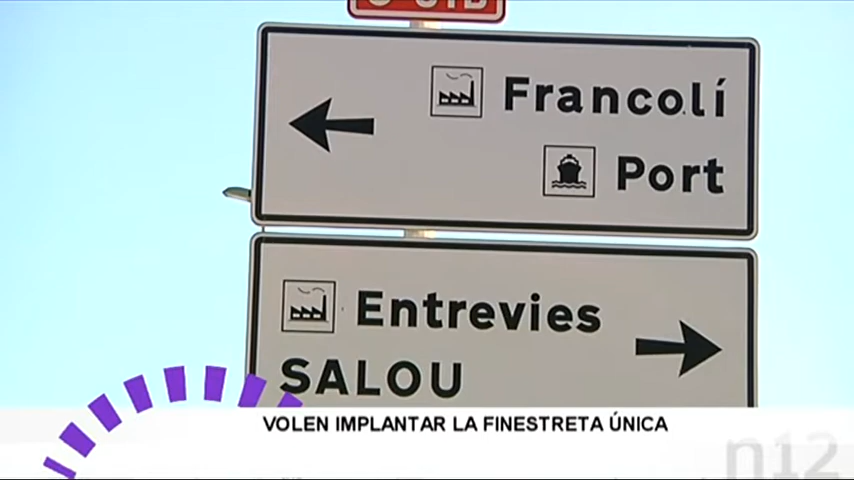 Francolí
Port
Entrevies
SALOU
VOLEN IMPLANTAR LA FINESTRETA ÚNICA
n12